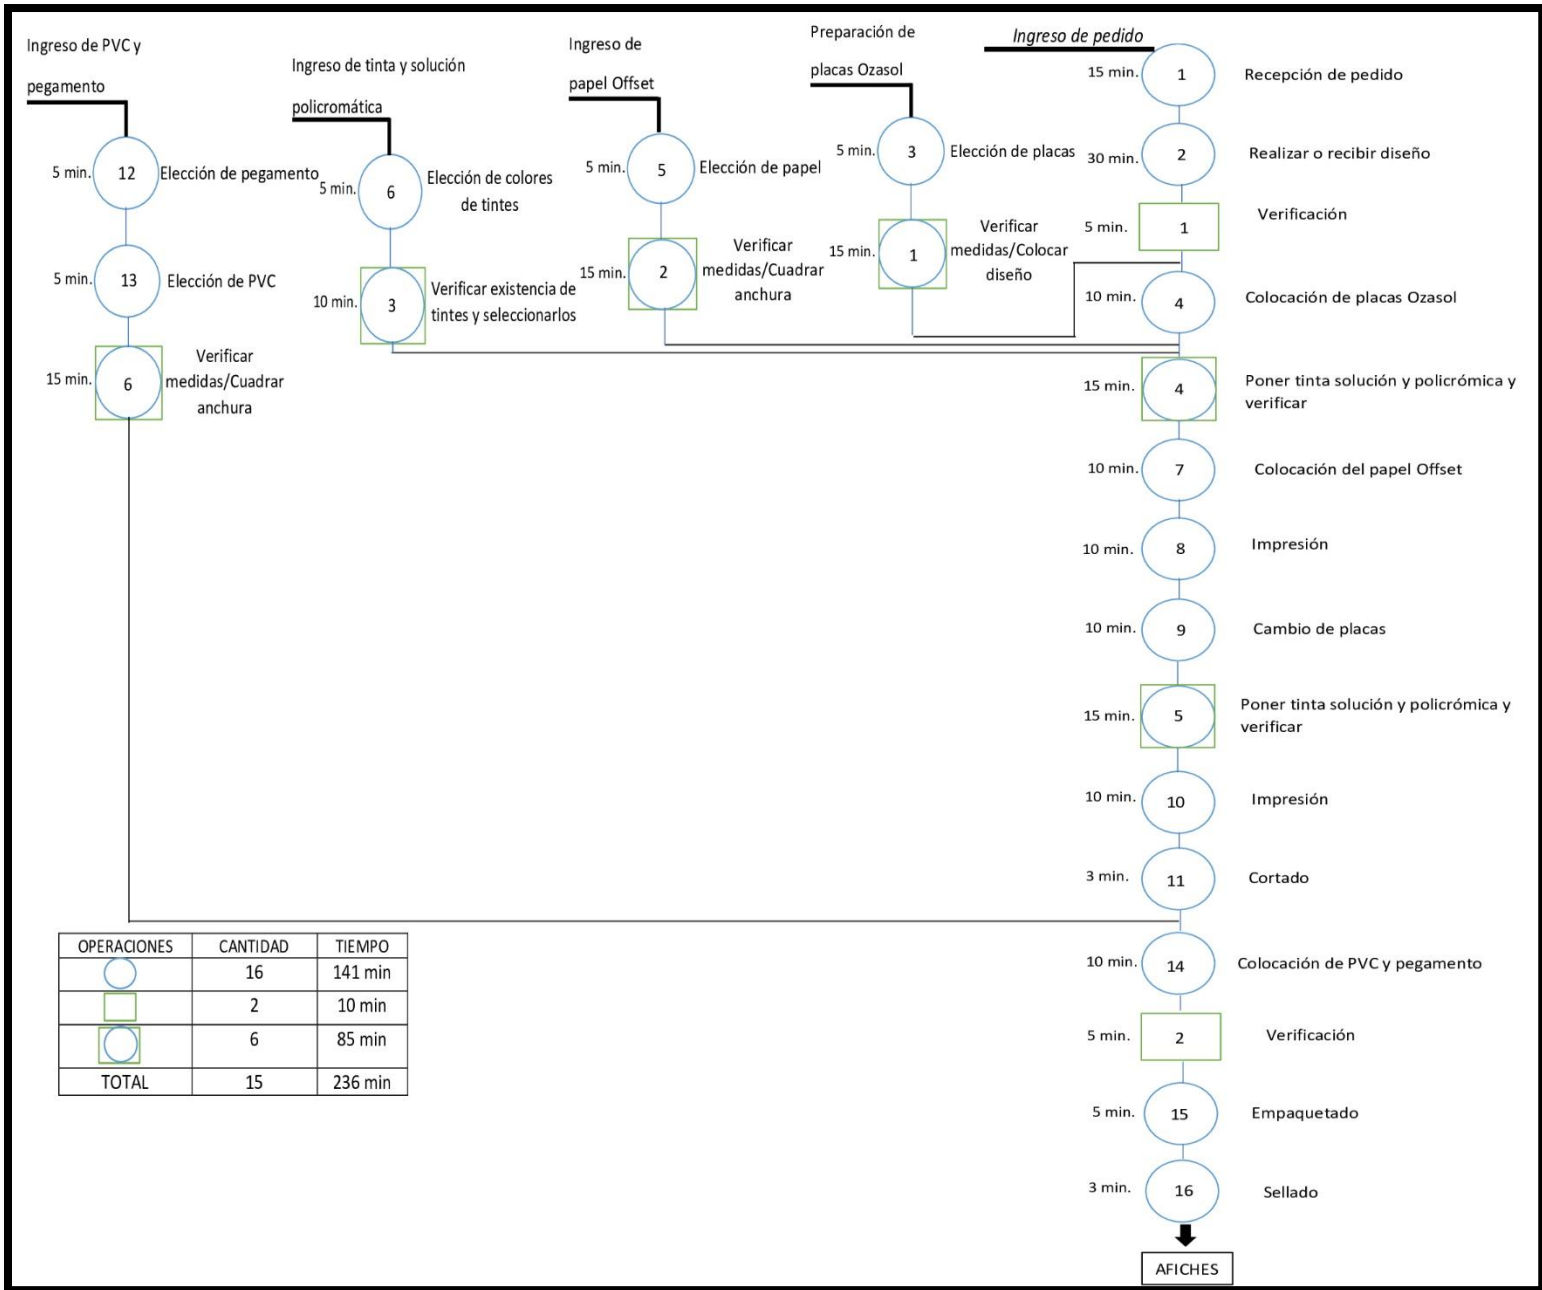 Ingreso de PVC y
pegamento
5 min.
12
Elección de pegamento
5 min.
13
Elección de PVC
15 min.
6
Verificar
medidas/Cuadrar
anchura
Ingreso de tinta y solución
policromática
5 min.
6
Elección de colores
de tintes
10 min.
3
Verificar existencia de
tintes y seleccionarlos
Ingreso de
papel Offset
5 min.
5
Elección de papel
15 min.
2
Verificar
medidas/Cuadrar
anchura
Preparación de
placas Ozasol
5 min.
3
Elección de placas
15 min.
1
Verificar
medidas/Colocar
diseño
Ingreso de pedido
15 min.
1
Recepción de pedido
30 min.
2
Realizar o recibir diseño
5 min.
1
Verificación
10 min.
4
Colocación de placas Ozasol
15 min.
4
Poner tinta solución y policrómica y
verificar
10 min.
7
Colocación del papel Offset
10 min.
8
Impresión
10 min.
9
Cambio de placas
15 min.
5
Poner tinta solución y policrómica y
verificar
10 min.
10
Impresión
3 min.
11
Cortado
10 min.
14
Colocación de PVC y pegamento
5 min.
2
Verificación
5 min.
15
Empaquetado
3 min.
16
Sellado
AFICHES
OPERACIONES CANTIDAD TIEMPO
16 141 min
2 10 min
6 85 min
TOTAL 15 236 min